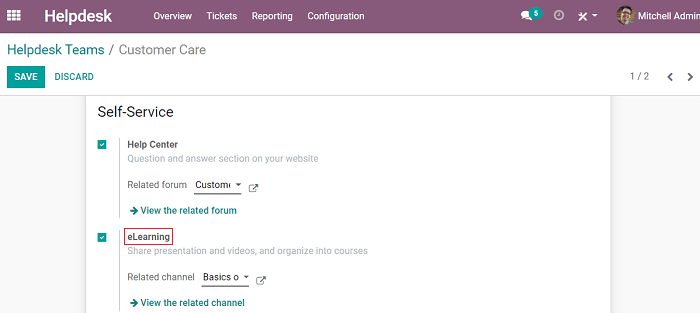 Helpdesk Overview Tickets Reporting Configuration 5 Mitchell Admin
Helpdesk Teams / Customer Care
SAVE DISCARD 1 / 2
Self-Service
Help Center
Question and answer section on your website
Related forum Custome
View the related forum
eLearning
Share presentation and videos, and organize into courses
Related channel Basics o
View the related channel